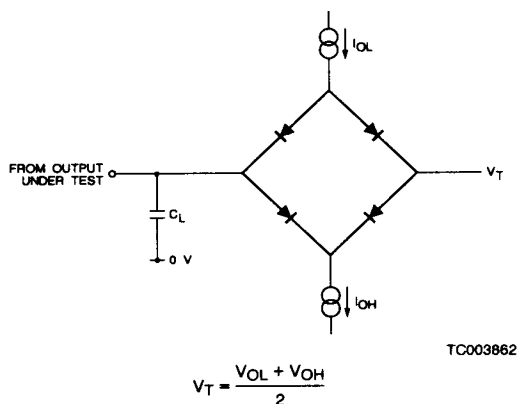 I_OL
FROM OUTPUT
UNDER TEST
V_T
C_L
0 V
I_OH
TC003862
V_T = (V_OL + V_OH) / 2